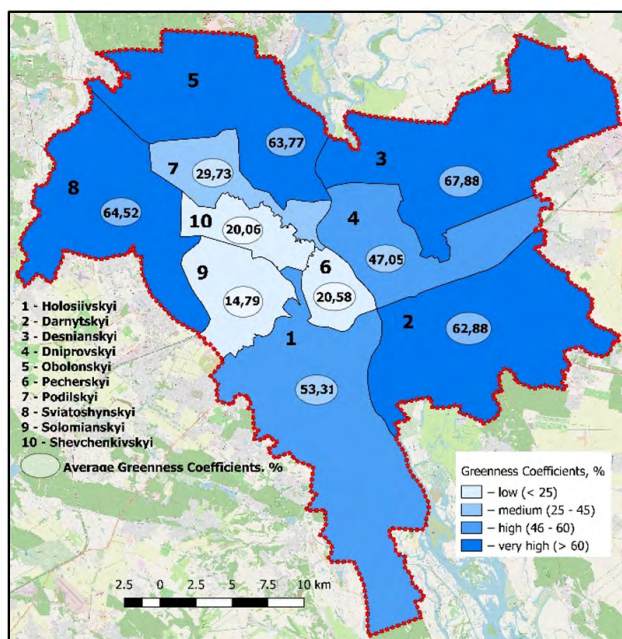 5
63,77
3
67,88
7
29,73
8
64,52
10
20,06
4
47,05
9
14,79
6
20,58
2
62,88
1
53,31
1 - Holosiivskyi
2 - Darnytskyi
3 - Desnianskyi
4 - Dniprovskyi
5 - Obolonskyi
6 - Pecherskyi
7 - Podilskyi
8 - Sviatoshynskyi
9 - Solomianskyi
10 - Shevchenkivskyi
Average Greenness Coefficients, %
Greenness Coefficients, %
– low (< 25)
– medium (25 - 45)
– high (46 - 60)
– very high (> 60)
2.5 0 2.5 5 7.5 10 km